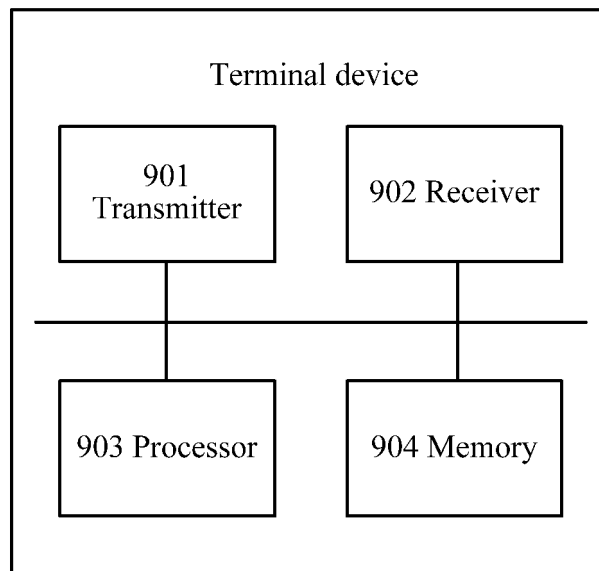 Terminal device
901
Transmitter
902 Receiver
903 Processor
904 Memory